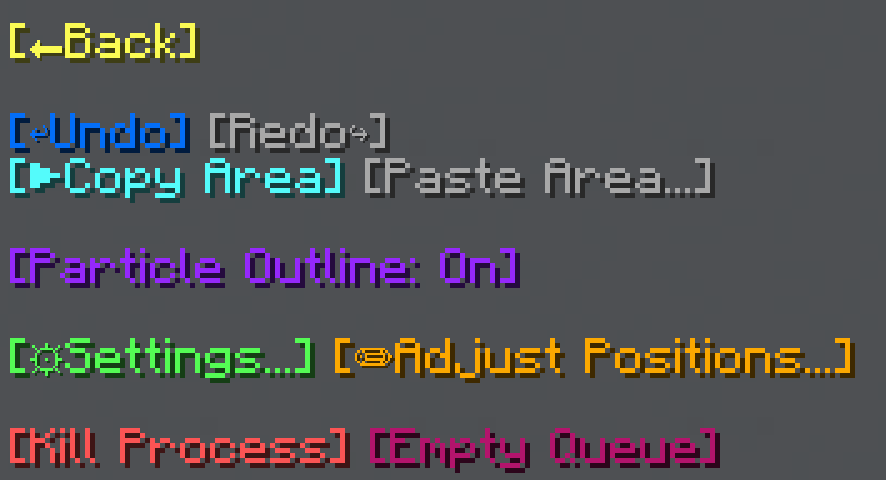 [←Back]
[↩Undo] [Redo↪]
[▶Copy Area] [Paste Area...]
[Particle Outline: On]
[☼Settings...] [✏Adjust Positions...]
[Kill Process] [Empty Queue]